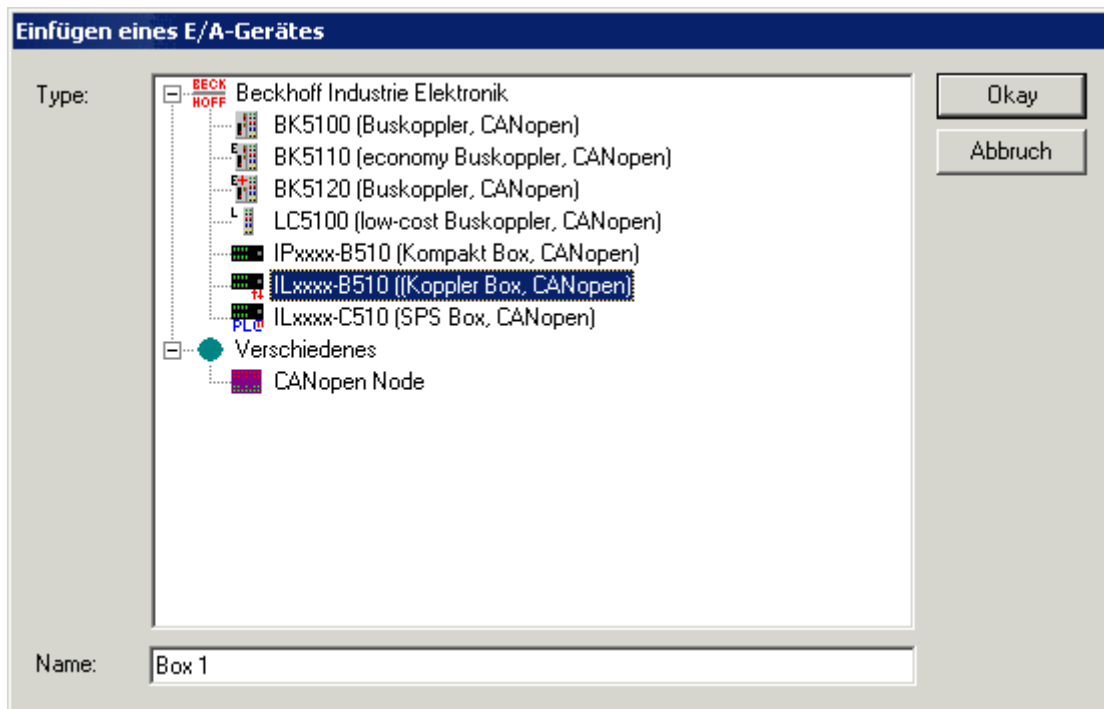 Einfügen eines E/A-Gerätes
Type:
BECK
HOFF
Beckhoff Industrie Elektronik
BK5100 (Buskoppler, CANopen)
E
BK5110 (economy Buskoppler, CANopen)
E+
BK5120 (Buskoppler, CANopen)
L
LC5100 (low-cost Buskoppler, CANopen)
IPxxxx-B510 (Kompakt Box, CANopen)
ILxxxx-B510 ((Koppler Box, CANopen)
PLC
ILxxxx-C510 (SPS Box, CANopen)
Verschiedenes
CANopen Node
Okay
Abbruch
Name:
Box 1